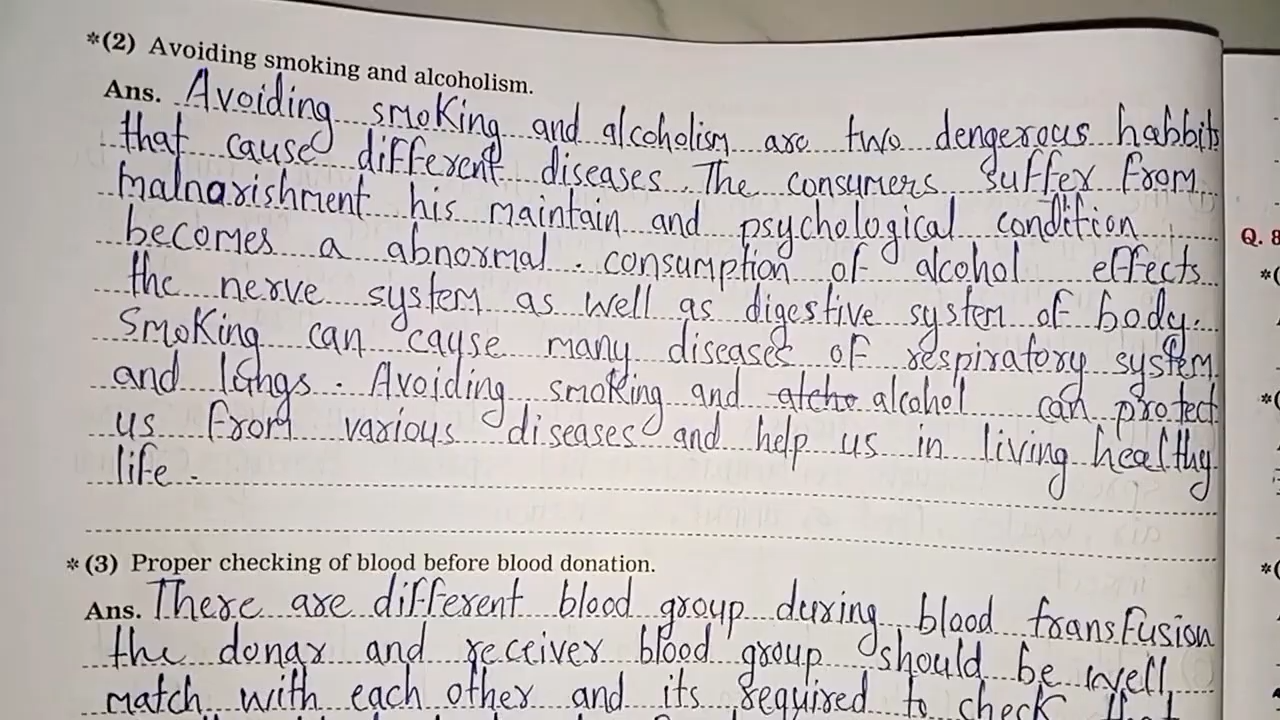 *(2) Avoiding smoking and alcoholism.
Ans. Avoiding smoking and alcoholism are two dengerous habbits
that cause different diseases. The consumers suffer from
malnarishment his maintain and psychological condition
becomes a abnormal. consumption of alcohol effects
the nerve system as well as digestive system of body.
Smoking can cause many diseases of respiratory system
and lungs. Avoiding smoking and alcho alcohol can protect
us from various diseases and help us in living healthy
life.
*(3) Proper checking of blood before blood donation.
Ans. There are different blood group during blood transfusion
the donar and receiver blood group should be well
match with each other and its required to check that
Q. 8
*(
*(
*(